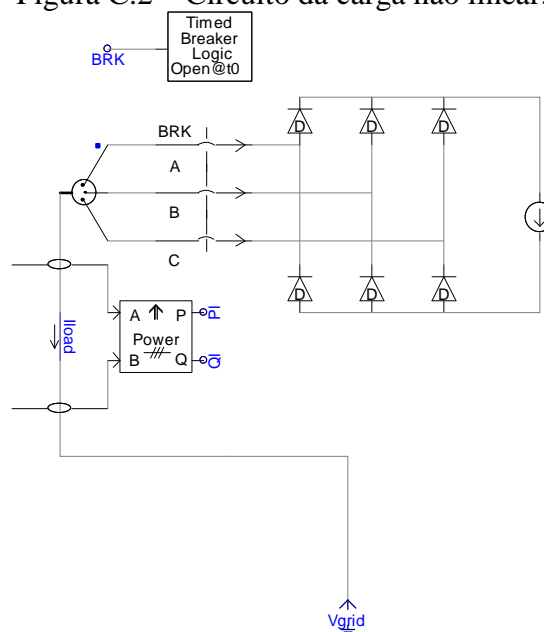 Figura C.2 – Circuito da carga não linear.
Timed
Breaker
Logic
Open@t0
BRK
BRK
A
B
C
D
D
D
D
D
D
A
P
Power
B
Q
Pl
Ql
Iload
Vgrid